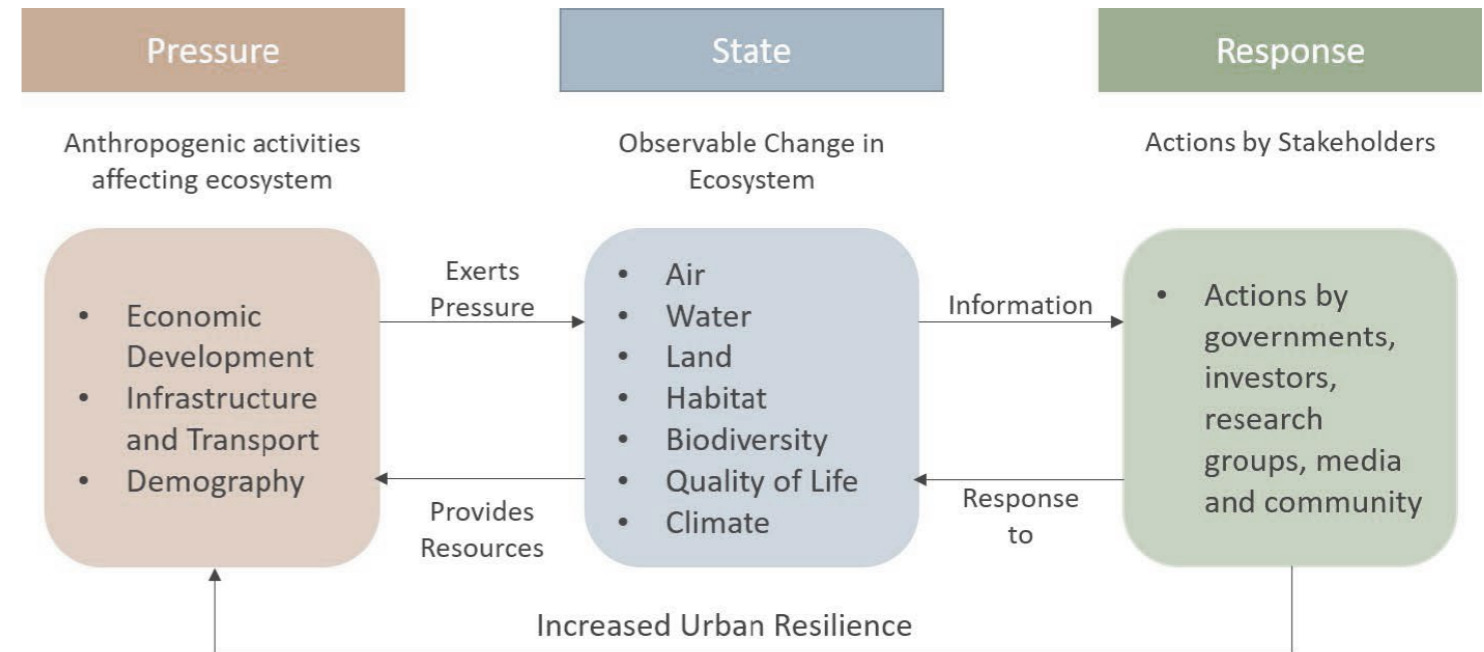 Pressure
State
Response
Anthropogenic activities
affecting ecosystem
Observable Change in
Ecosystem
Actions by Stakeholders
• Economic
Development
• Infrastructure
and Transport
• Demography
Exerts
Pressure
Provides
Resources
• Air
• Water
• Land
• Habitat
• Biodiversity
• Quality of Life
• Climate
Information
Response
to
• Actions by
governments,
investors,
research
groups, media
and community
Increased Urban Resilience